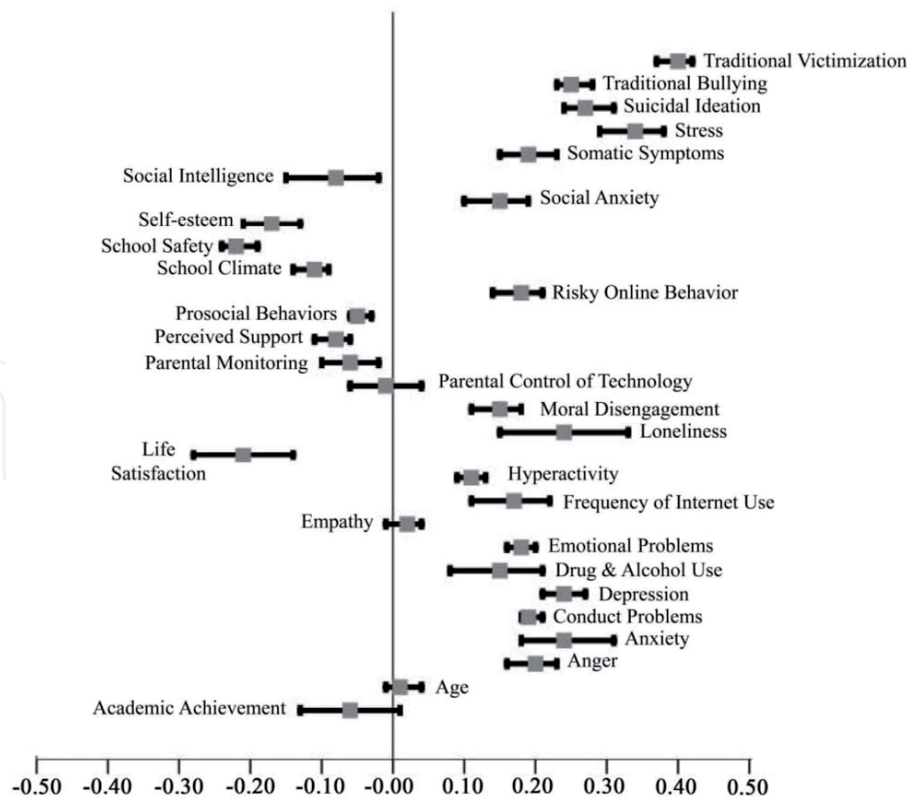 Traditional Victimization
Traditional Bullying
Suicidal Ideation
Stress
Somatic Symptoms
Social Intelligence
Social Anxiety
Self-esteem
School Safety
School Climate
Risky Online Behavior
Prosocial Behaviors
Perceived Support
Parental Monitoring
Parental Control of Technology
Moral Disengagement
Loneliness
Life
Satisfaction
Hyperactivity
Frequency of Internet Use
Empathy
Emotional Problems
Drug & Alcohol Use
Depression
Conduct Problems
Anxiety
Anger
Age
Academic Achievement
-0.50 -0.40 -0.30 -0.20 -0.10 -0.00 0.10 0.20 0.30 0.40 0.50